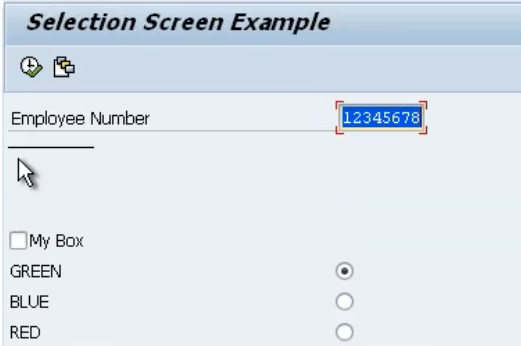 Selection Screen Example
Employee Number 12345678
My Box
GREEN
BLUE
RED